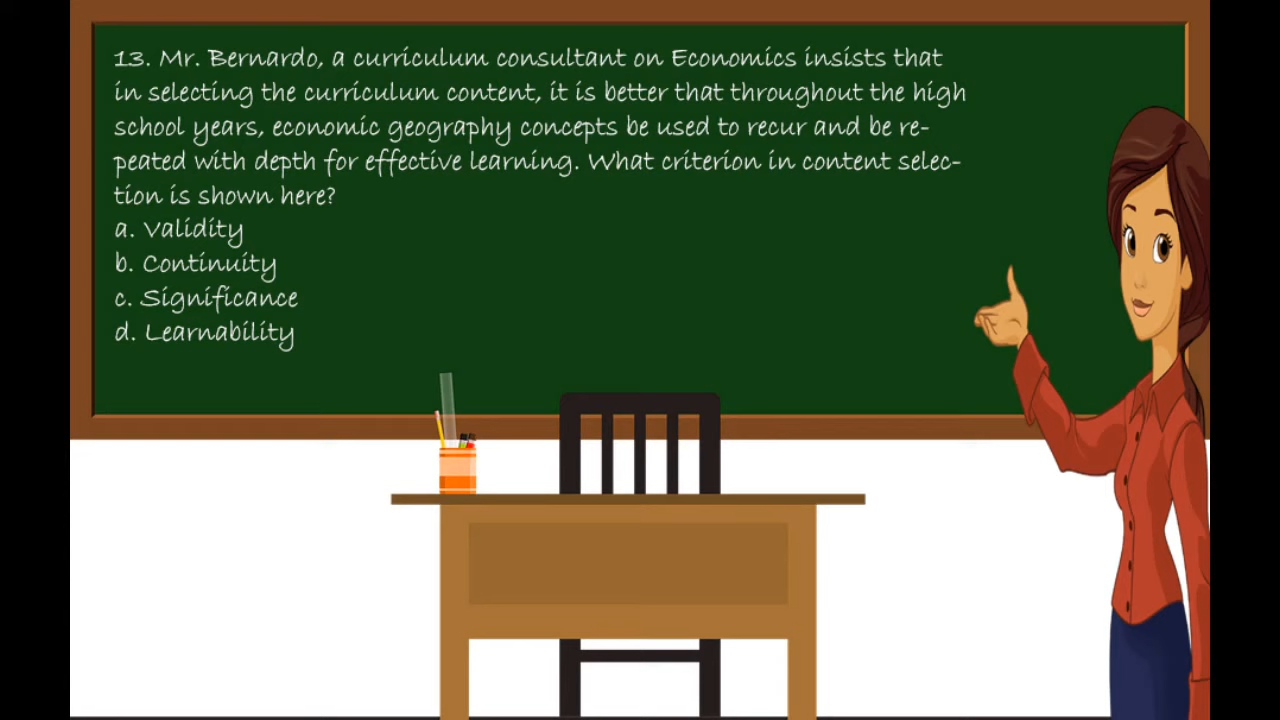 13. Mr. Bernardo, a curriculum consultant on Economics insists that
in selecting the curriculum content, it is better that throughout the high
school years, economic geography concepts be used to recur and be re-
peated with depth for effective learning. What criterion in content selec-
tion is shown here?
a. Validity
b. Continuity
c. Significance
d. Learnability